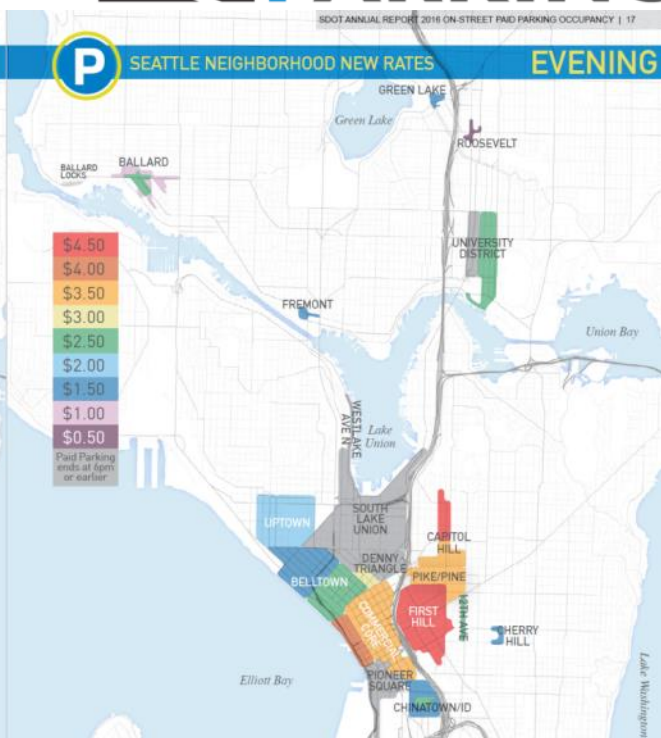 PARKING
SDOT ANNUAL REPORT 2016 ON-STREET PAID PARKING OCCUPANCY | 17
P
SEATTLE NEIGHBORHOOD NEW RATES
EVENING
GREEN LAKE
Green Lake
ROOSEVELT
BALLARD
LOCKS
BALLARD
$4.50
$4.00
$3.50
$3.00
$2.50
$2.00
$1.50
$1.00
$0.50
Paid Parking
ends at 6pm
or earlier
UNIVERSITY
DISTRICT
FREMONT
Union Bay
WESTLAKE
AVE N
Lake
Union
UPTOWN
SOUTH
LAKE
UNION
CAPITOL
HILL
DENNY
TRIANGLE
BELLTOWN
PIKE/PINE
COMMERCIAL
CORE
FIRST
HILL
12TH AVE
CHERRY
HILL
Elliott Bay
PIONEER
SQUARE
CHINATOWN/ID
Lake Washington